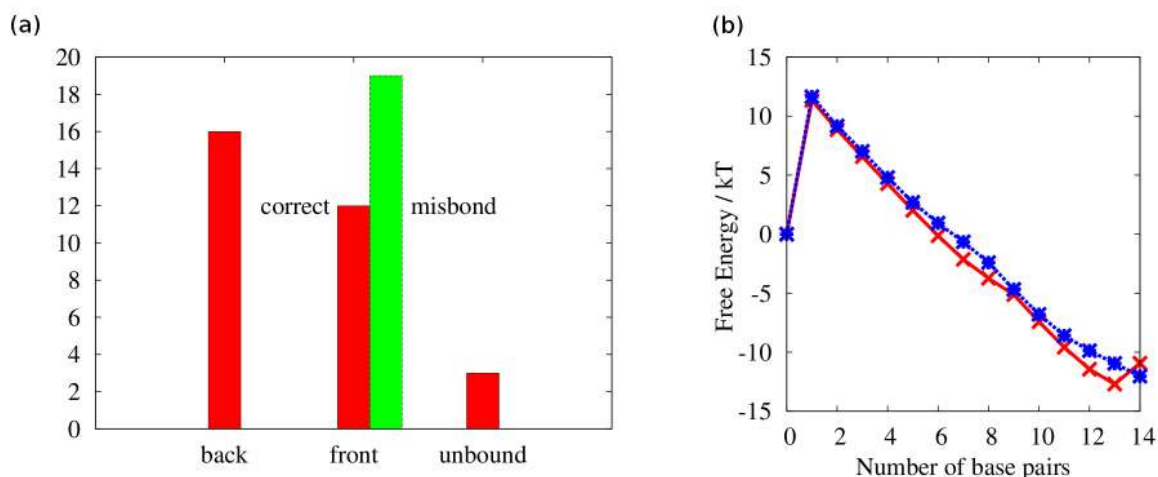 (a)
20
18
16
14
12
10
8
6
4
2
0
correct
misbond
back
front
unbound
(b)
Free Energy / kT
15
10
5
0
-5
-10
-15
0 2 4 6 8 10 12 14
Number of base pairs